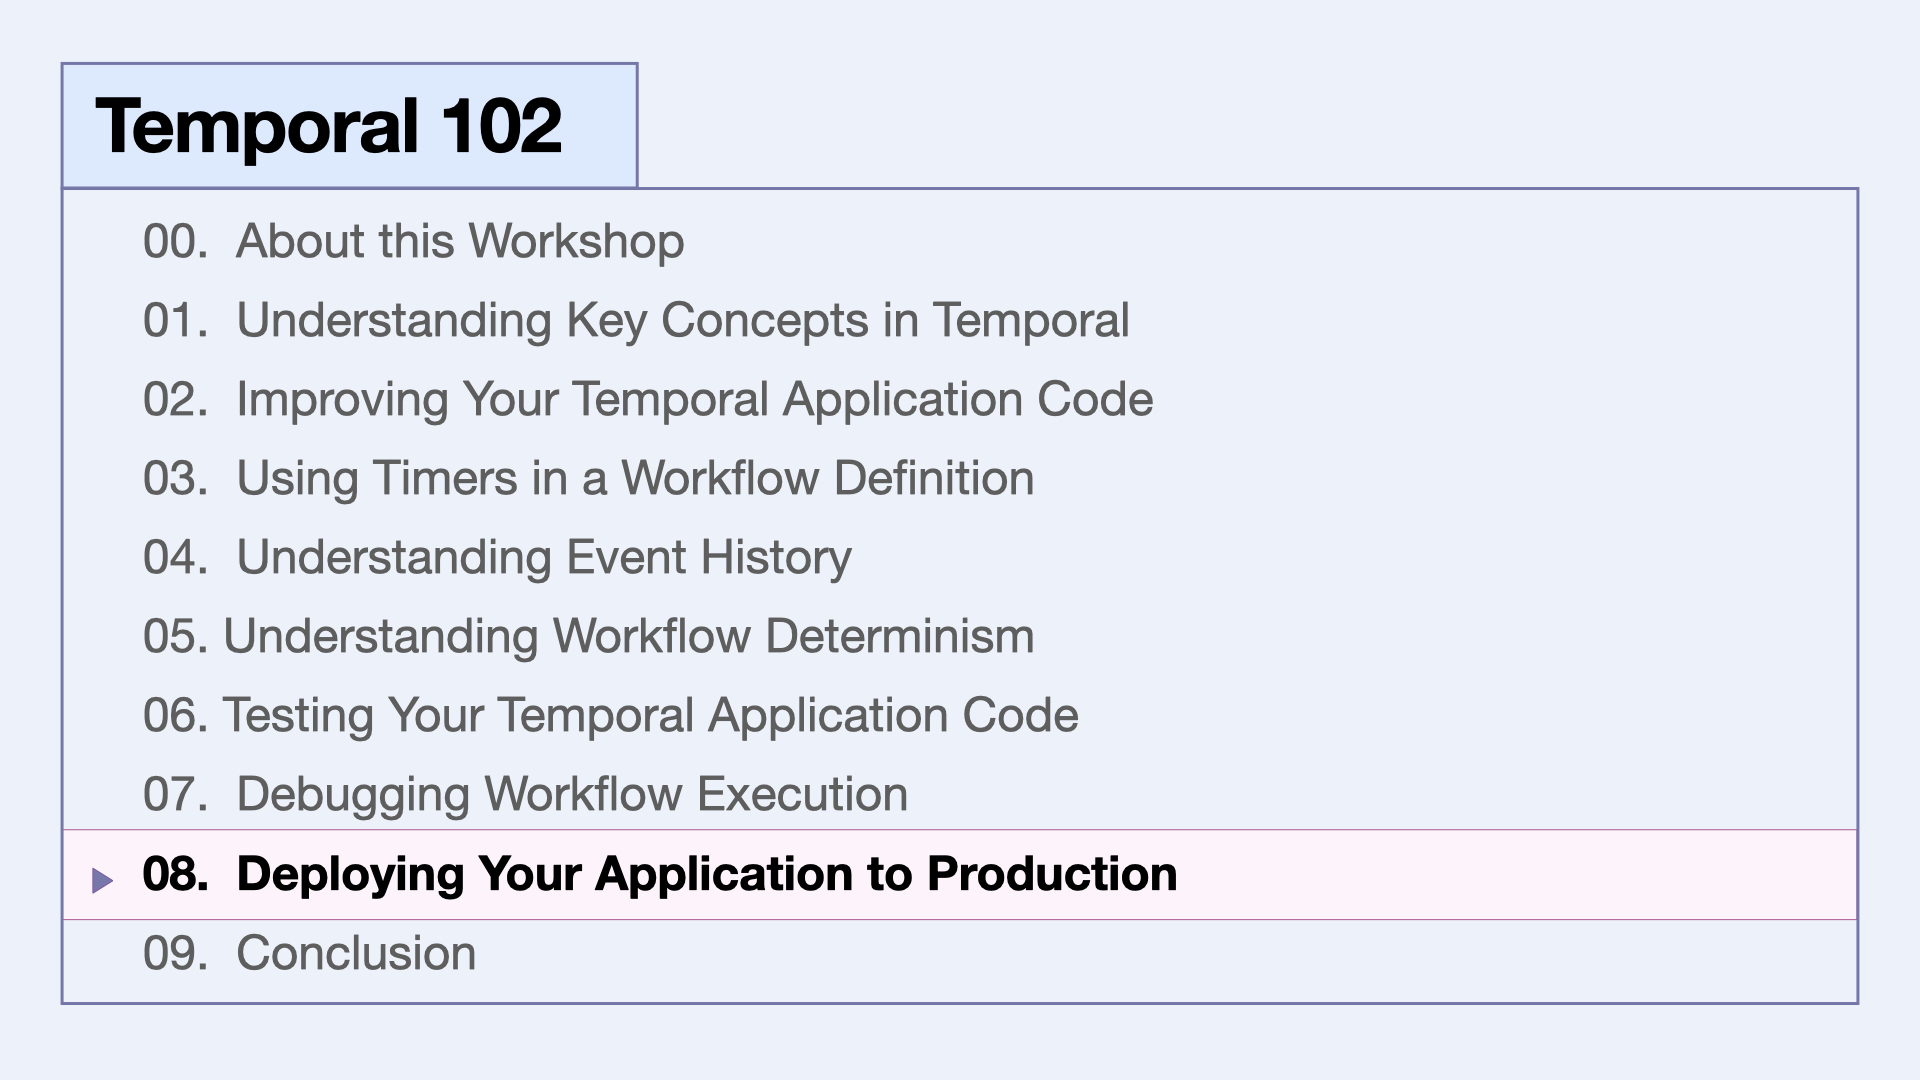 Temporal 102
00. About this Workshop
01. Understanding Key Concepts in Temporal
02. Improving Your Temporal Application Code
03. Using Timers in a Workflow Definition
04. Understanding Event History
05. Understanding Workflow Determinism
06. Testing Your Temporal Application Code
07. Debugging Workflow Execution
08. Deploying Your Application to Production
09. Conclusion